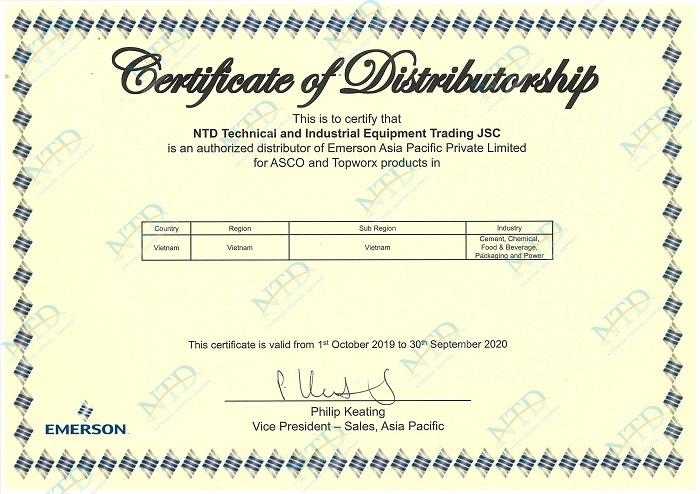 Certificate of Distributorship
This is to certify that
NTD Technical and Industrial Equipment Trading JSC
is an authorized distributor of Emerson Asia Pacific Private Limited
for ASCO and Topworx products in
Country Region Sub Region Industry
Vietnam Vietnam Vietnam Cement, Chemical,
Food & Beverage,
Packaging and Power
This certificate is valid from 1st October 2019 to 30th September 2020
Philip Keating
Vice President – Sales, Asia Pacific
EMERSON
NTD